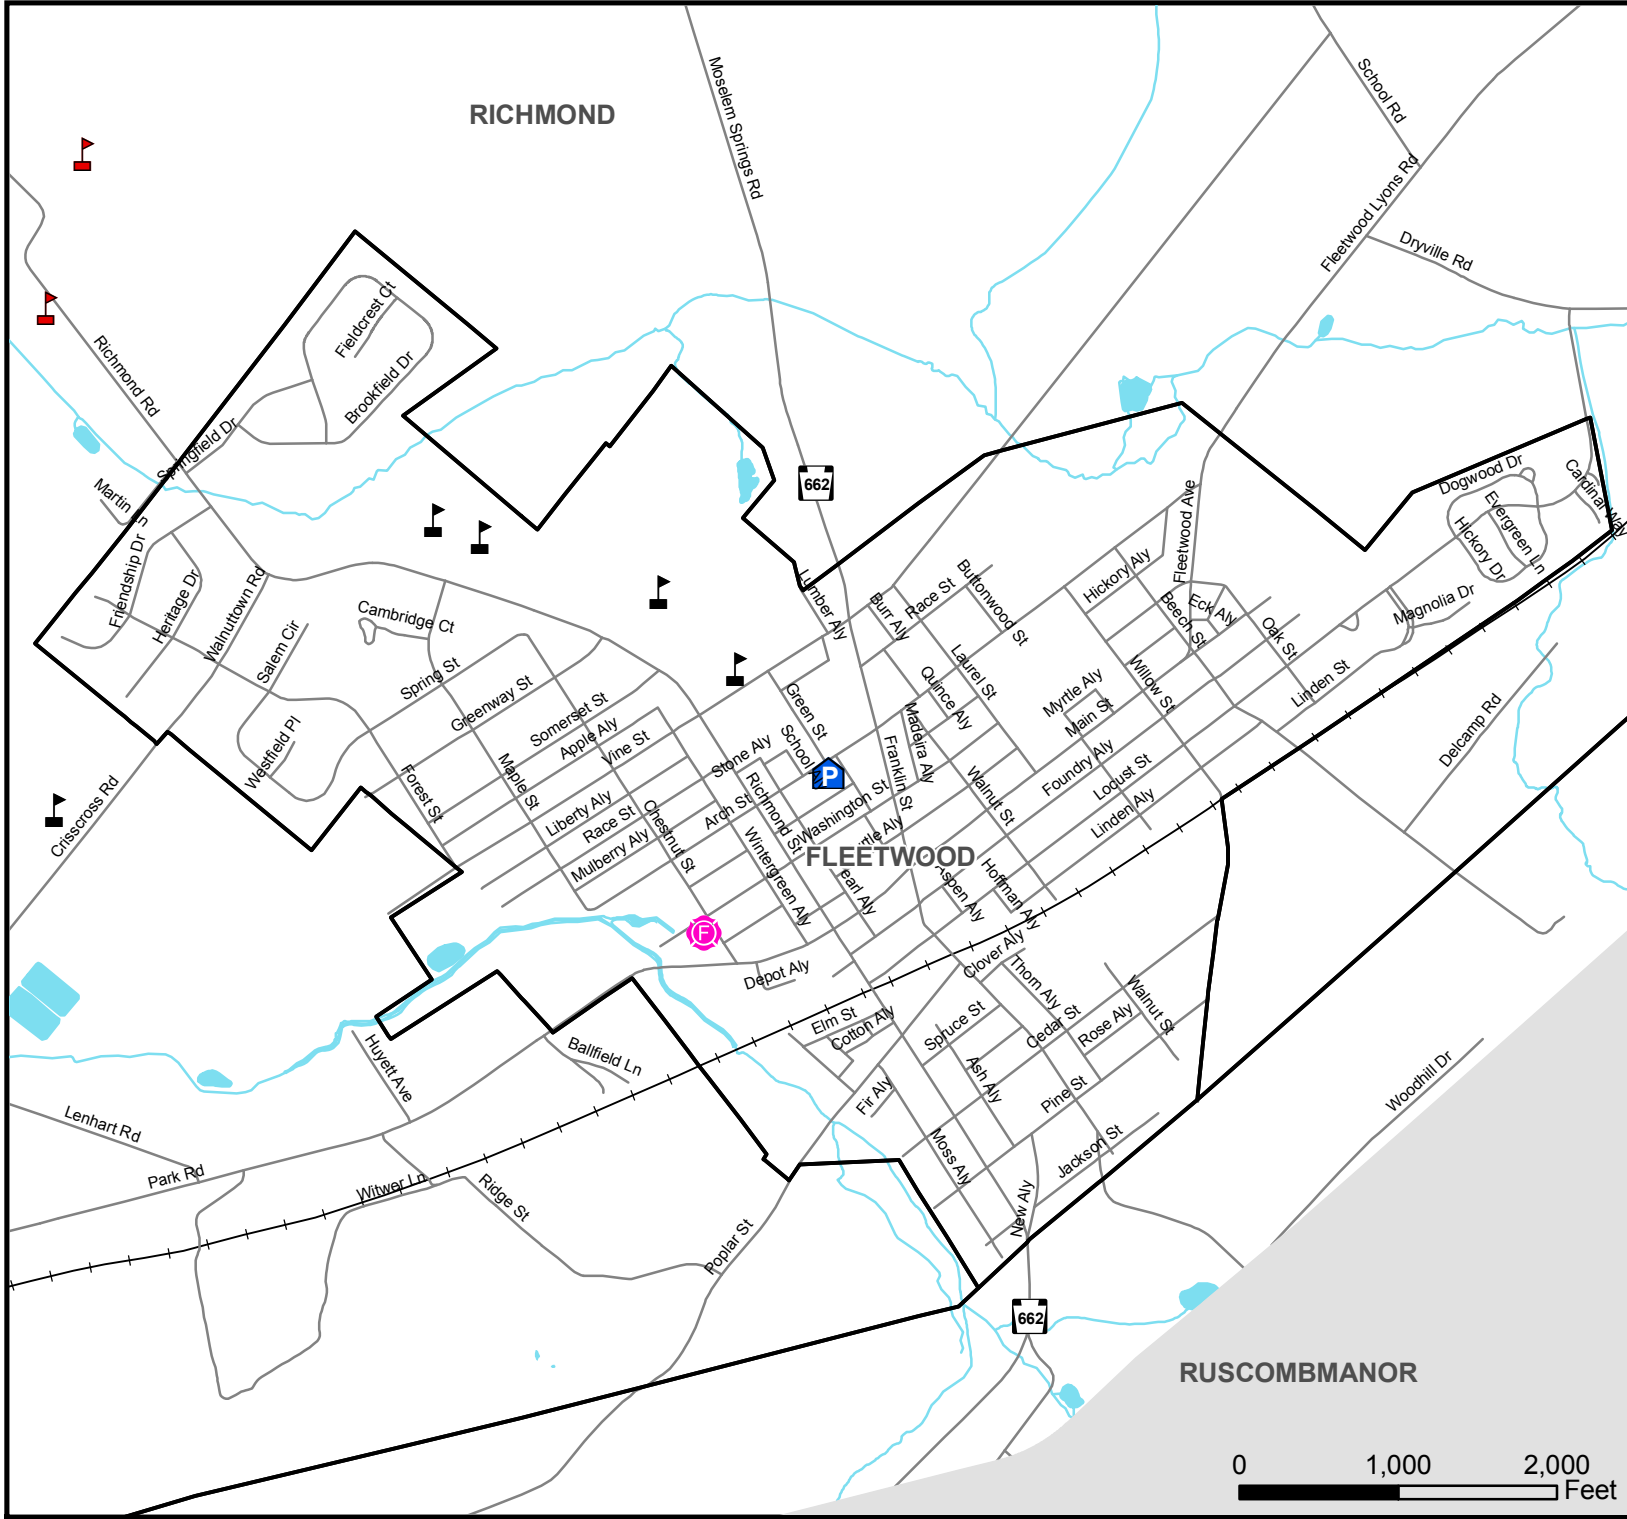 RICHMOND
Moselem Springs Rd
School Rd
Fleetwood Lyons Rd
Dryville Rd
Richmond Rd
Fieldcrest Ct
Brookfield Dr
Springfield Dr
Martin Ln
Friendship Dr
Heritage Dr
Walnuttown Rd
Salem Cir
Cambridge Ct
Westfield Pl
Crisscross Rd
662
Lumber Aly
Burr Aly
Race St
Buttonwood St
Hickory Aly
Fleetwood Ave
Beech St
Eck Aly
Oak St
Dogwood Dr
Evergreen Ln
Hickory Dr
Cardinal Way
Magnolia Dr
Linden St
Delcamp Rd
Spring St
Greenway St
Somerset St
Apple Aly
Vine St
Maple St
Forest St
Liberty Aly
Race St
Mulberry Aly
Chestnut St
Stone Aly
Arch St
Richmond St
Wintergreen Aly
Green St
School
P
Washington St
Franklin St
Madeira Aly
Quince Aly
Laurel St
Willow St
Myrtle Aly
Main St
Foundry Aly
Locust St
Linden Aly
Walnut St
rtle Aly
FLEETWOOD
earl Aly
Aspen Aly
Hoffman Aly
F
Depot Aly
Clover Aly
Thorn Aly
Walnut St
Elm St
Cotton Aly
Spruce St
Cedar St
Rose Aly
Ash Aly
Pine St
Fir Aly
Moss Aly
Jackson St
New Aly
Huyett Ave
Ballfield Ln
Lenhart Rd
Park Rd
Witwer Ln
Ridge St
Poplar St
Woodhill Dr
662
RUSCOMBMANOR
0 1,000 2,000
Feet